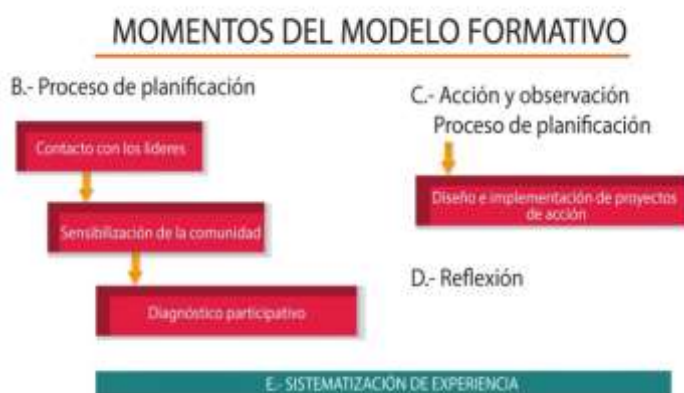 MOMENTOS DEL MODELO FORMATIVO
B.- Proceso de planificación
Contacto con los lideres
Sensibilización de la comunidad
Diagnóstico participativo
C.- Acción y observación
Proceso de planificación
Diseño e implementación de proyectos
de acción
D.- Reflexión
E.- SISTEMATIZACIÓN DE EXPERIENCIA